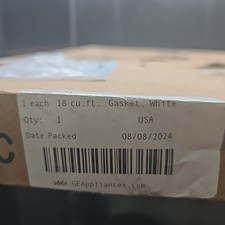 1 each 18 cu.ft. Gasket, White
Qty: 1 USA
Date Packed 08/08/2024
www.GEAppliances.com